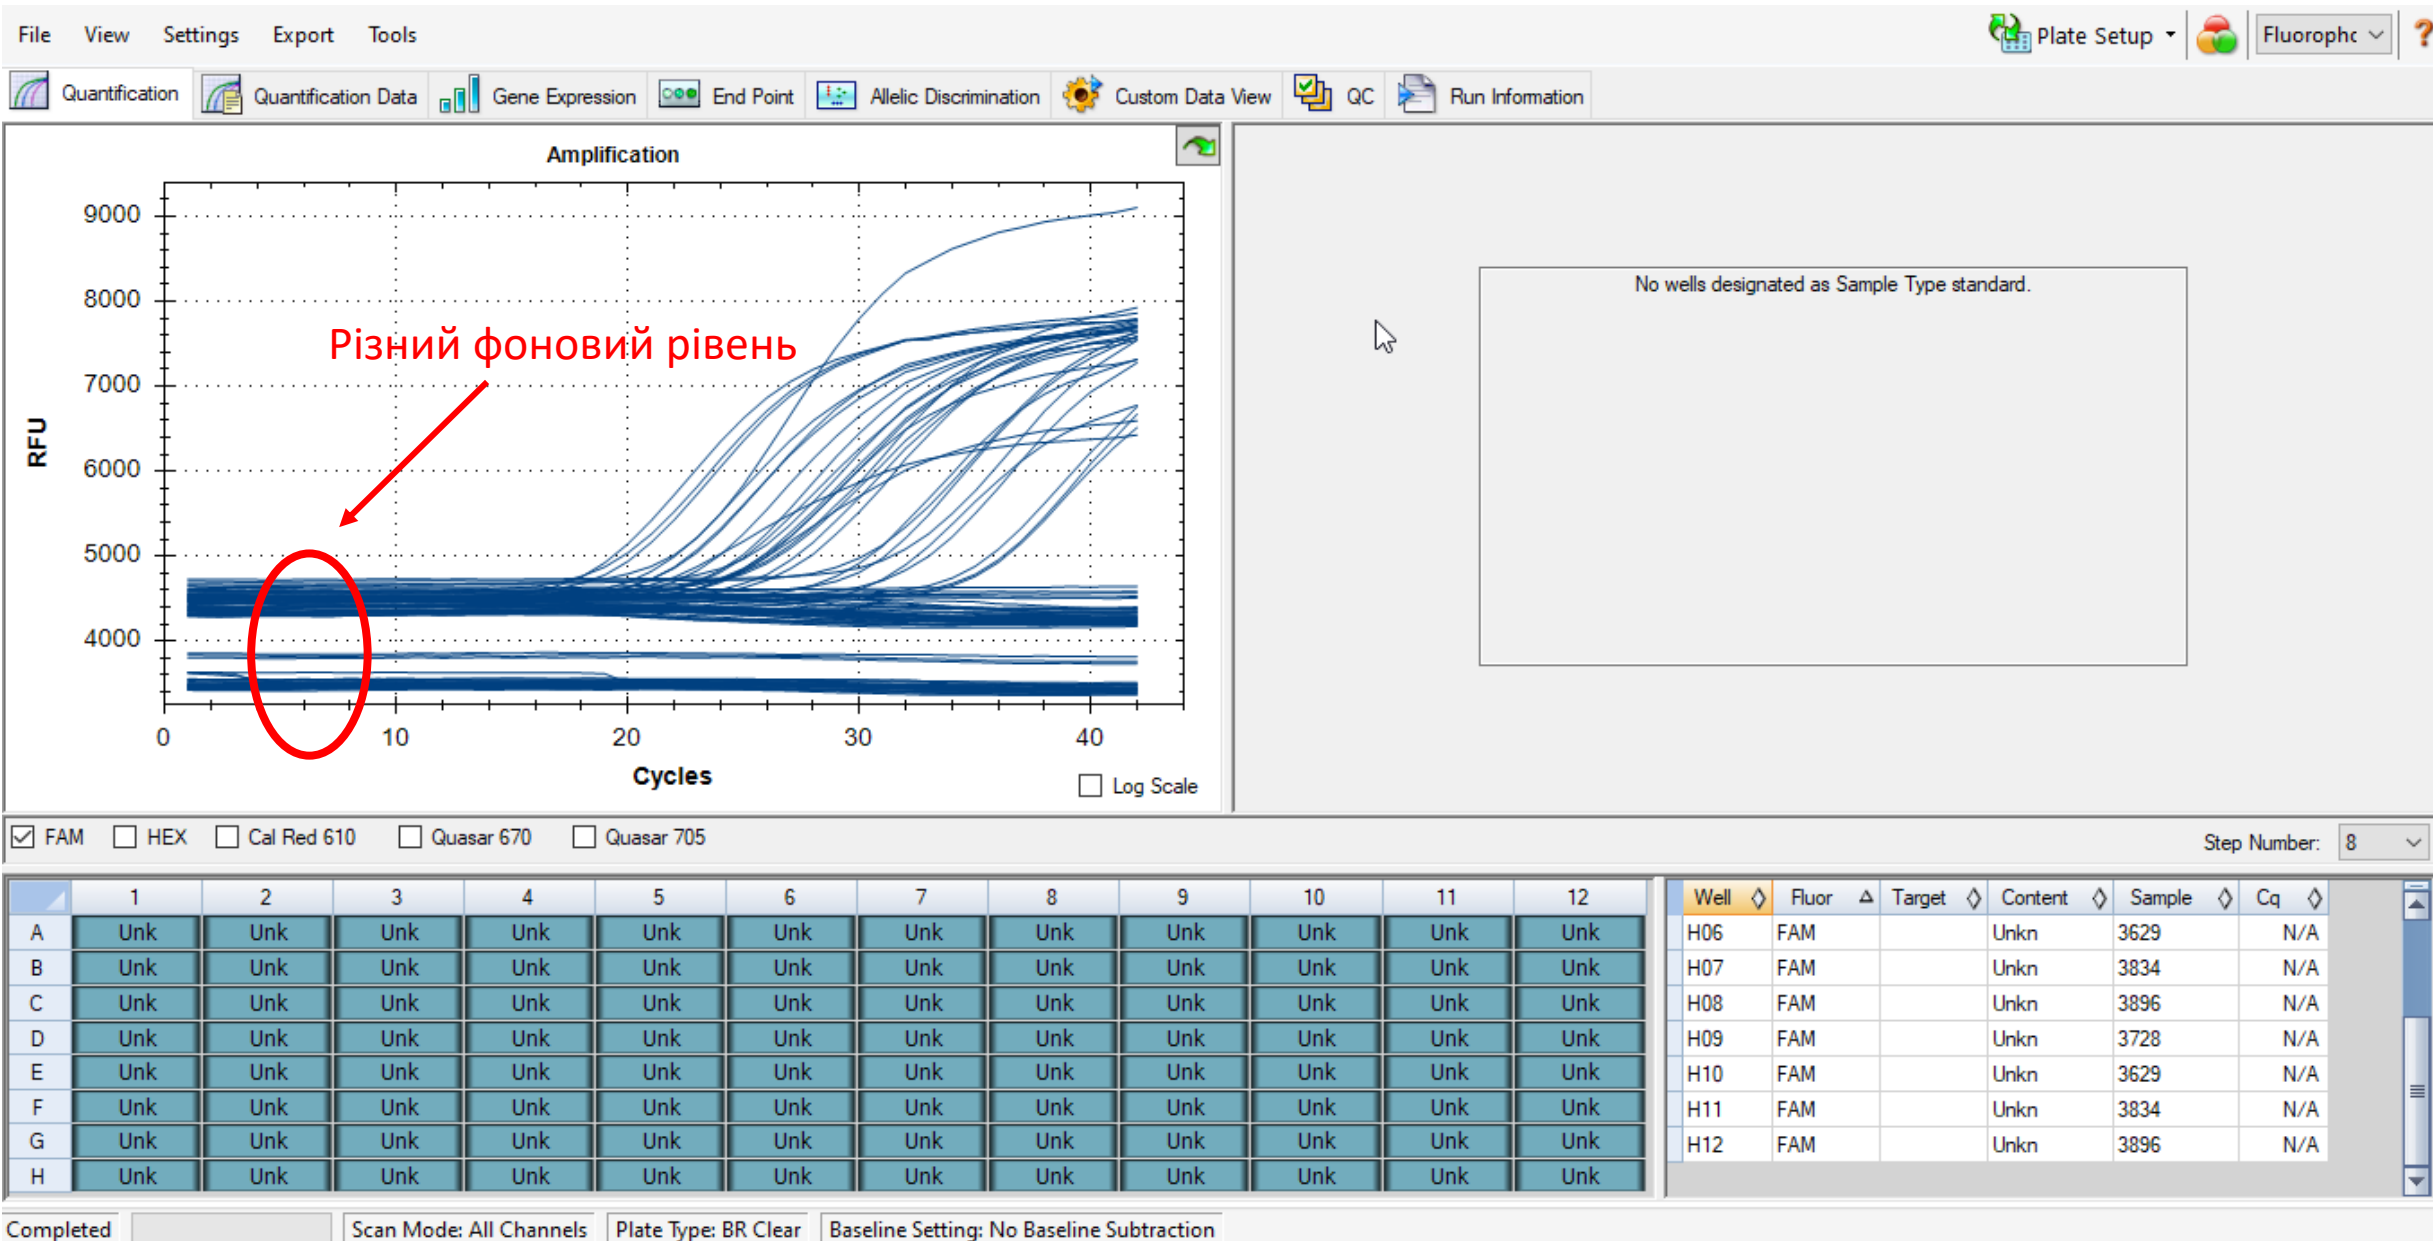 File View Settings Export Tools Plate Setup Fluorophc ?
Quantification Quantification Data Gene Expression End Point Allelic Discrimination Custom Data View QC Run Information
Amplification
9000
8000
7000
6000
5000
4000
RFU
Різний фоновий рівень
0 10 20 30 40
Cycles
Log Scale
No wells designated as Sample Type standard.
FAM HEX Cal Red 610 Quasar 670 Quasar 705 Step Number: 8
1 2 3 4 5 6 7 8 9 10 11 12
A Unk Unk Unk Unk Unk Unk Unk Unk Unk Unk Unk Unk
B Unk Unk Unk Unk Unk Unk Unk Unk Unk Unk Unk Unk
C Unk Unk Unk Unk Unk Unk Unk Unk Unk Unk Unk Unk
D Unk Unk Unk Unk Unk Unk Unk Unk Unk Unk Unk Unk
E Unk Unk Unk Unk Unk Unk Unk Unk Unk Unk Unk Unk
F Unk Unk Unk Unk Unk Unk Unk Unk Unk Unk Unk Unk
G Unk Unk Unk Unk Unk Unk Unk Unk Unk Unk Unk Unk
H Unk Unk Unk Unk Unk Unk Unk Unk Unk Unk Unk Unk
Well Fluor Target Content Sample Cq
H06 FAM Unkn 3629 N/A
H07 FAM Unkn 3834 N/A
H08 FAM Unkn 3896 N/A
H09 FAM Unkn 3728 N/A
H10 FAM Unkn 3629 N/A
H11 FAM Unkn 3834 N/A
H12 FAM Unkn 3896 N/A
Completed Scan Mode: All Channels Plate Type: BR Clear Baseline Setting: No Baseline Subtraction